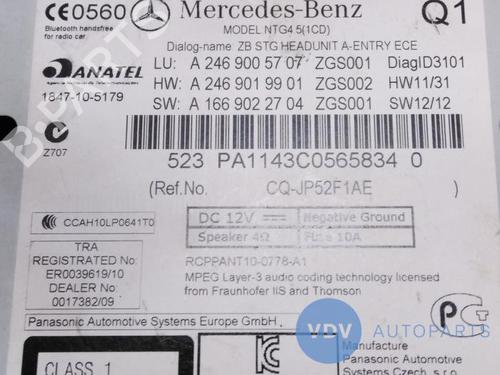 CE0560 Mercedes-Benz Q1
Bluetooth handsfree
for radio car
MODEL NTG4 5(1CD)
Dialog-name: ZB STG HEADUNIT A-ENTRY ECE
ANATEL
1847-10-5179
LU: A 246 900 57 07 ZGS001 DiagID3101
HW: A 246 901 99 01 ZGS002 HW11/31
SW: A 166 902 27 04 ZGS001 SW12/12
Z707
523 PA1143C0565834 0
(Ref.No. CQ-JP52F1AE )
CCAH10LP0641T0
DC 12V Negative Ground
Speaker 4Ω Fuse 10A
TRA
REGISTERED No:
ER0039619/10
DEALER No:
0017382/09
RCPPANT10-0778-A1
MPEG Layer-3 audio coding technology licensed
from Fraunhofer IIS and Thomson
Panasonic Automotive Systems Europe GmbH.
VDV AUTOPARTS
B-PARTS
CLASS 1
Manufacture
Panasonic Automotive
Systems Czech, s.r.o.